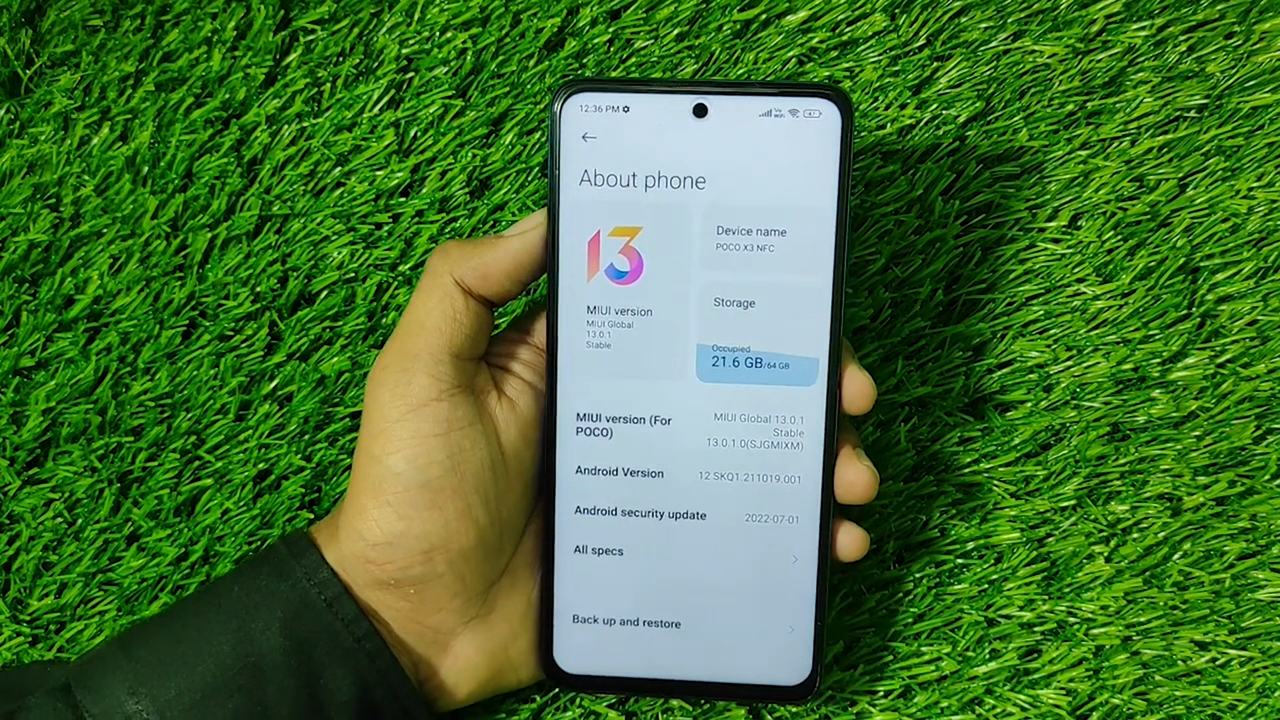 12:36 PM
Vo
WiFi
47
About phone
13
MIUI version
MIUI Global
13.0.1
Stable
Device name
POCO X3 NFC
Storage
Occupied
21.6 GB/64 GB
MIUI version (For
POCO)
MIUI Global 13.0.1
Stable
13.0.1.0(SJGMIXM)
Android Version
12 SKQ1.211019.001
Android security update
2022-07-01
All specs
Back up and restore